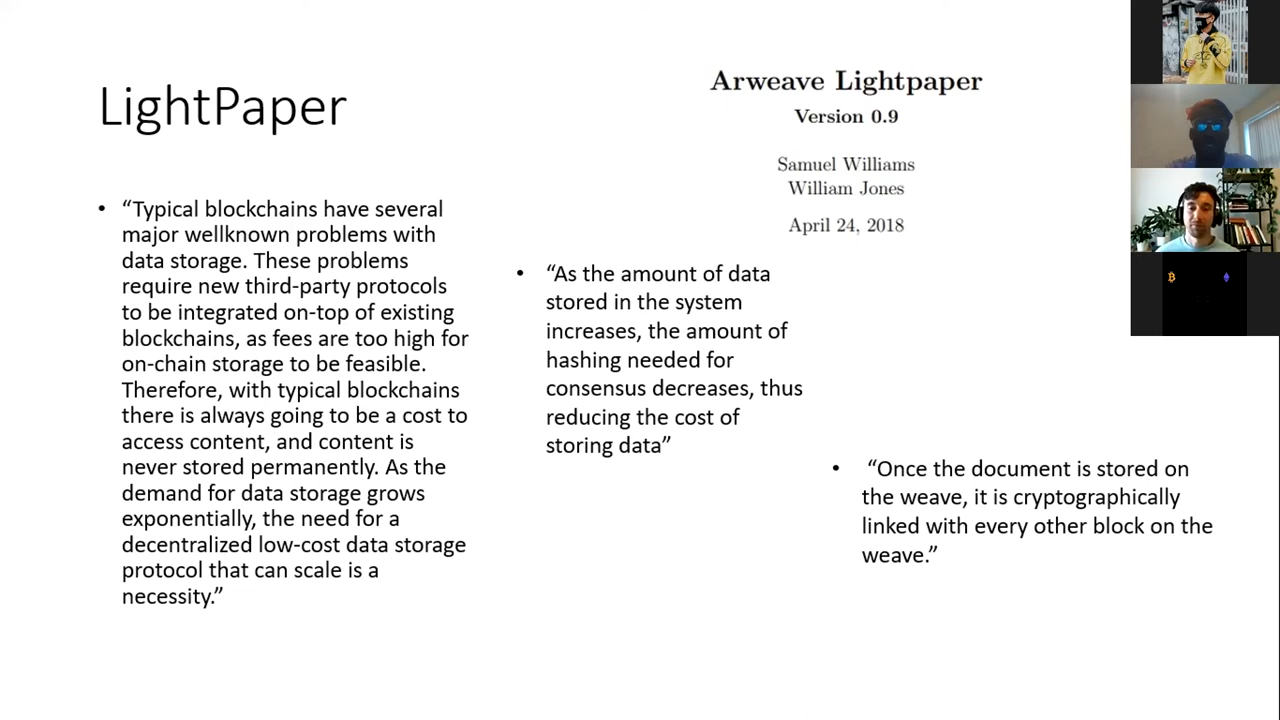 LightPaper
Arweave Lightpaper
Version 0.9
Samuel Williams
William Jones
April 24, 2018
• “Typical blockchains have several
major wellknown problems with
data storage. These problems
require new third-party protocols
to be integrated on-top of existing
blockchains, as fees are too high for
on-chain storage to be feasible.
Therefore, with typical blockchains
there is always going to be a cost to
access content, and content is
never stored permanently. As the
demand for data storage grows
exponentially, the need for a
decentralized low-cost data storage
protocol that can scale is a
necessity.”
• “As the amount of data
stored in the system
increases, the amount of
hashing needed for
consensus decreases, thus
reducing the cost of
storing data”
• “Once the document is stored on
the weave, it is cryptographically
linked with every other block on the
weave.”